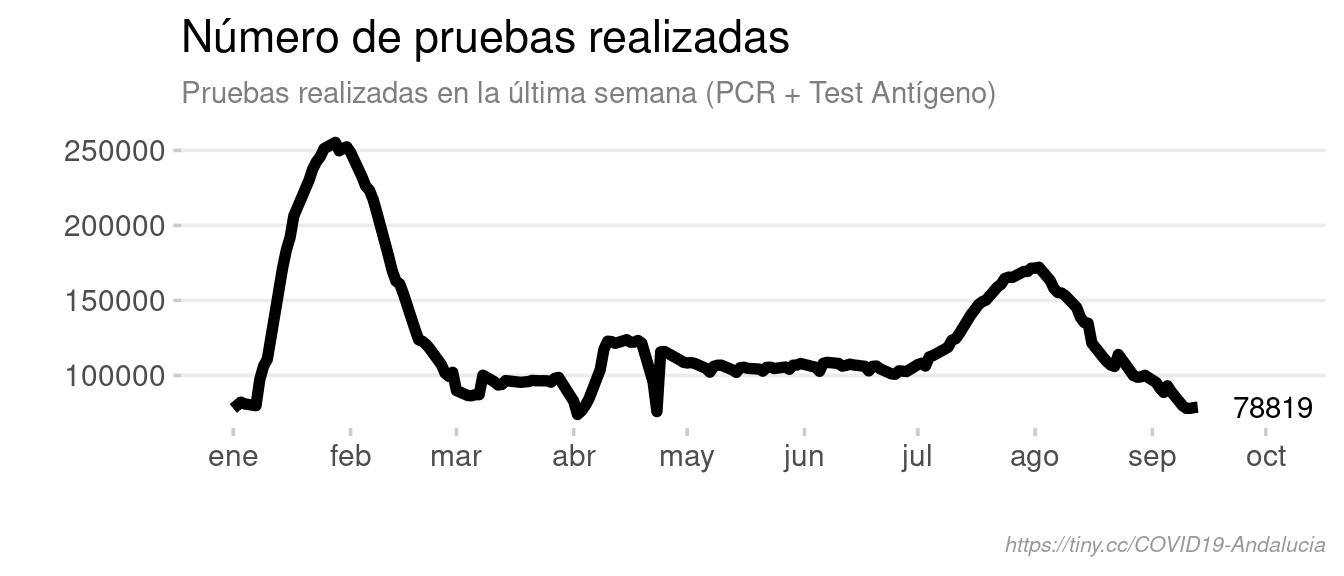 Número de pruebas realizadas
Pruebas realizadas en la última semana (PCR + Test Antígeno)
250000
200000
150000
100000
78819
ene feb mar abr may jun jul ago sep oct
https://tiny.cc/COVID19-Andalucia